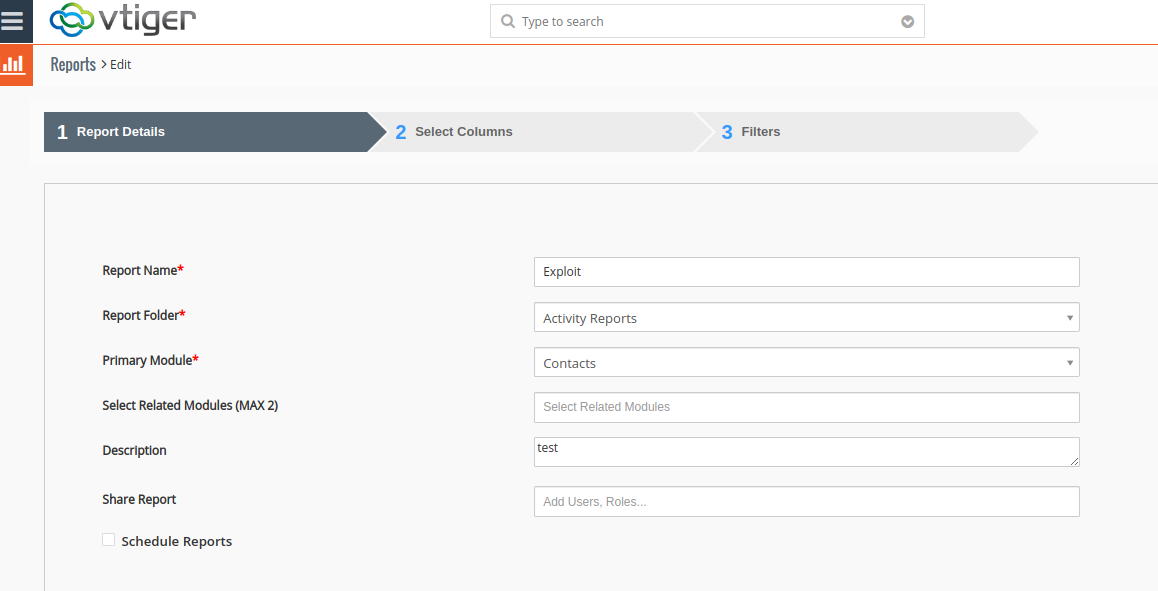 vtiger
Type to search
Reports > Edit
1 Report Details
2 Select Columns
3 Filters
Report Name*
Exploit
Report Folder*
Activity Reports
Primary Module*
Contacts
Select Related Modules (MAX 2)
Select Related Modules
Description
test
Share Report
Add Users, Roles...
Schedule Reports